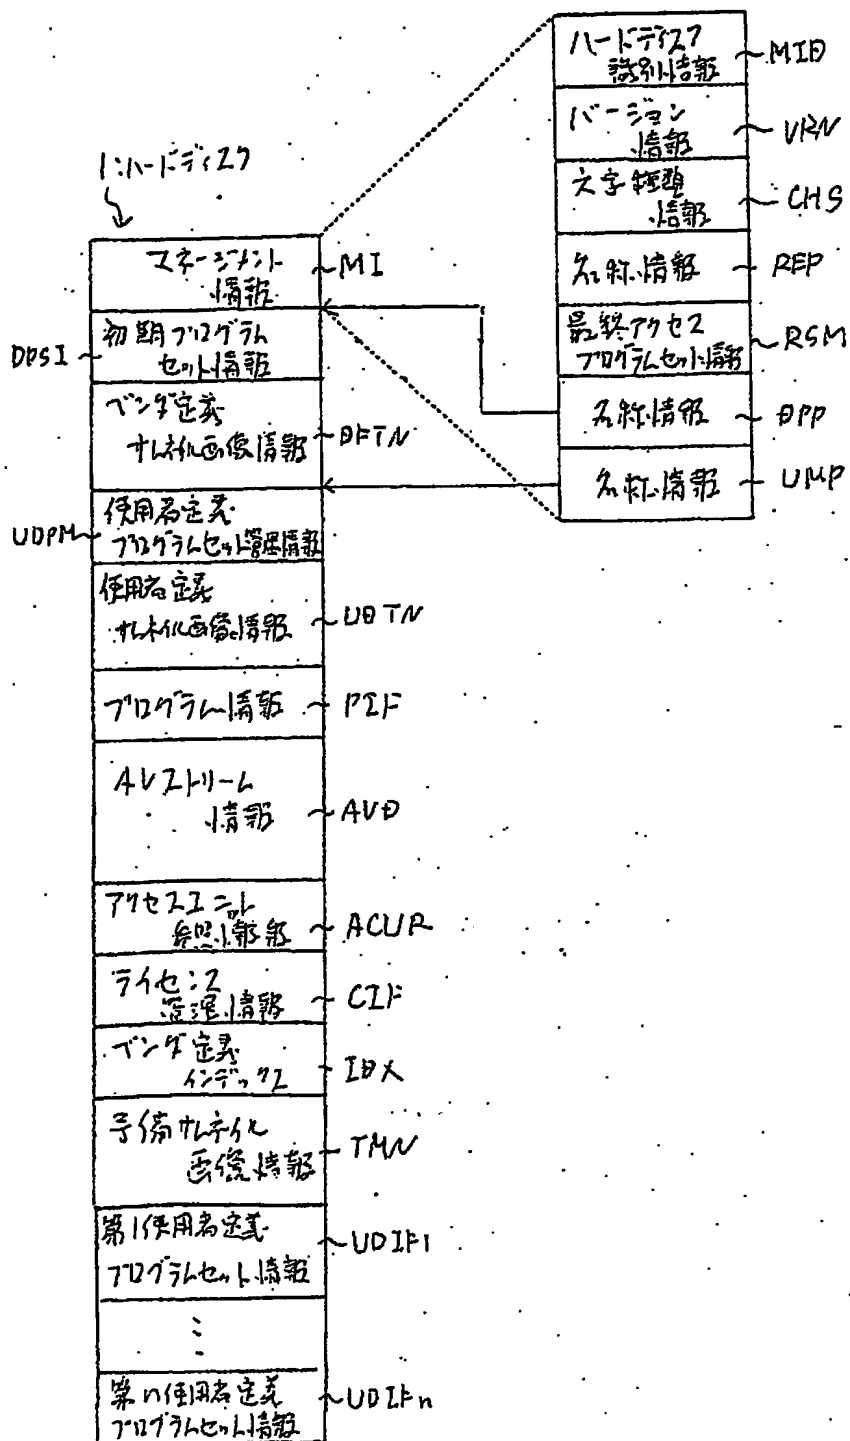 1:ハードディスク
マネージメント
情報
MI
初期プログラム
セット情報
DPSI
ベンダ定義
サムネイル画像情報
DFTN
使用者定義
プログラムセット管理情報
UDPM
使用者定義
サムネイル画像情報
UDTN
プログラム情報
PIF
AVストリーム
情報
AVD
アクセスユニット
参照情報
ACUR
ライセンス
管理情報
CIF
ベンダ定義
インデックス
IDX
予備サムネイル
画像情報
TMN
第1使用者定義
プログラムセット情報
UDIF1
第n使用者定義
プログラムセット情報
UDIFn
ハードディスク
識別情報
MID
バージョン
情報
VRN
文字種類
情報
CHS
名称情報
REP
最終アクセス
プログラムセット情報
RSM
名称情報
DPP
名称情報
UMP